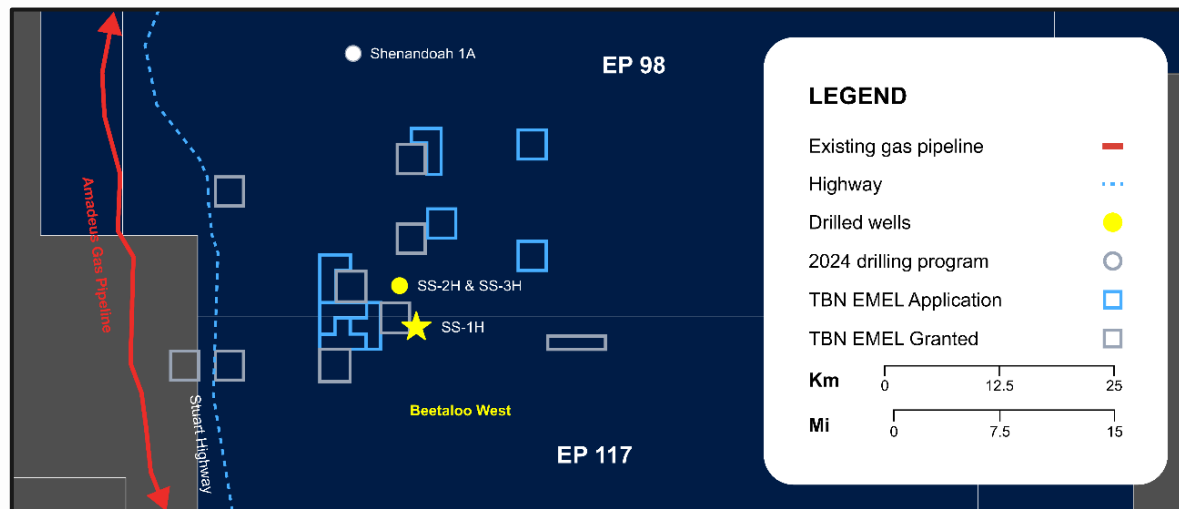 Shenandoah 1A
EP 98
Amadeus Gas Pipeline
SS-2H & SS-3H
SS-1H
Stuart Highway
Beetaloo West
EP 117
LEGEND
Existing gas pipeline
Highway
Drilled wells
2024 drilling program
TBN EMEL Application
TBN EMEL Granted
Km
0 12.5 25
Mi
0 7.5 15